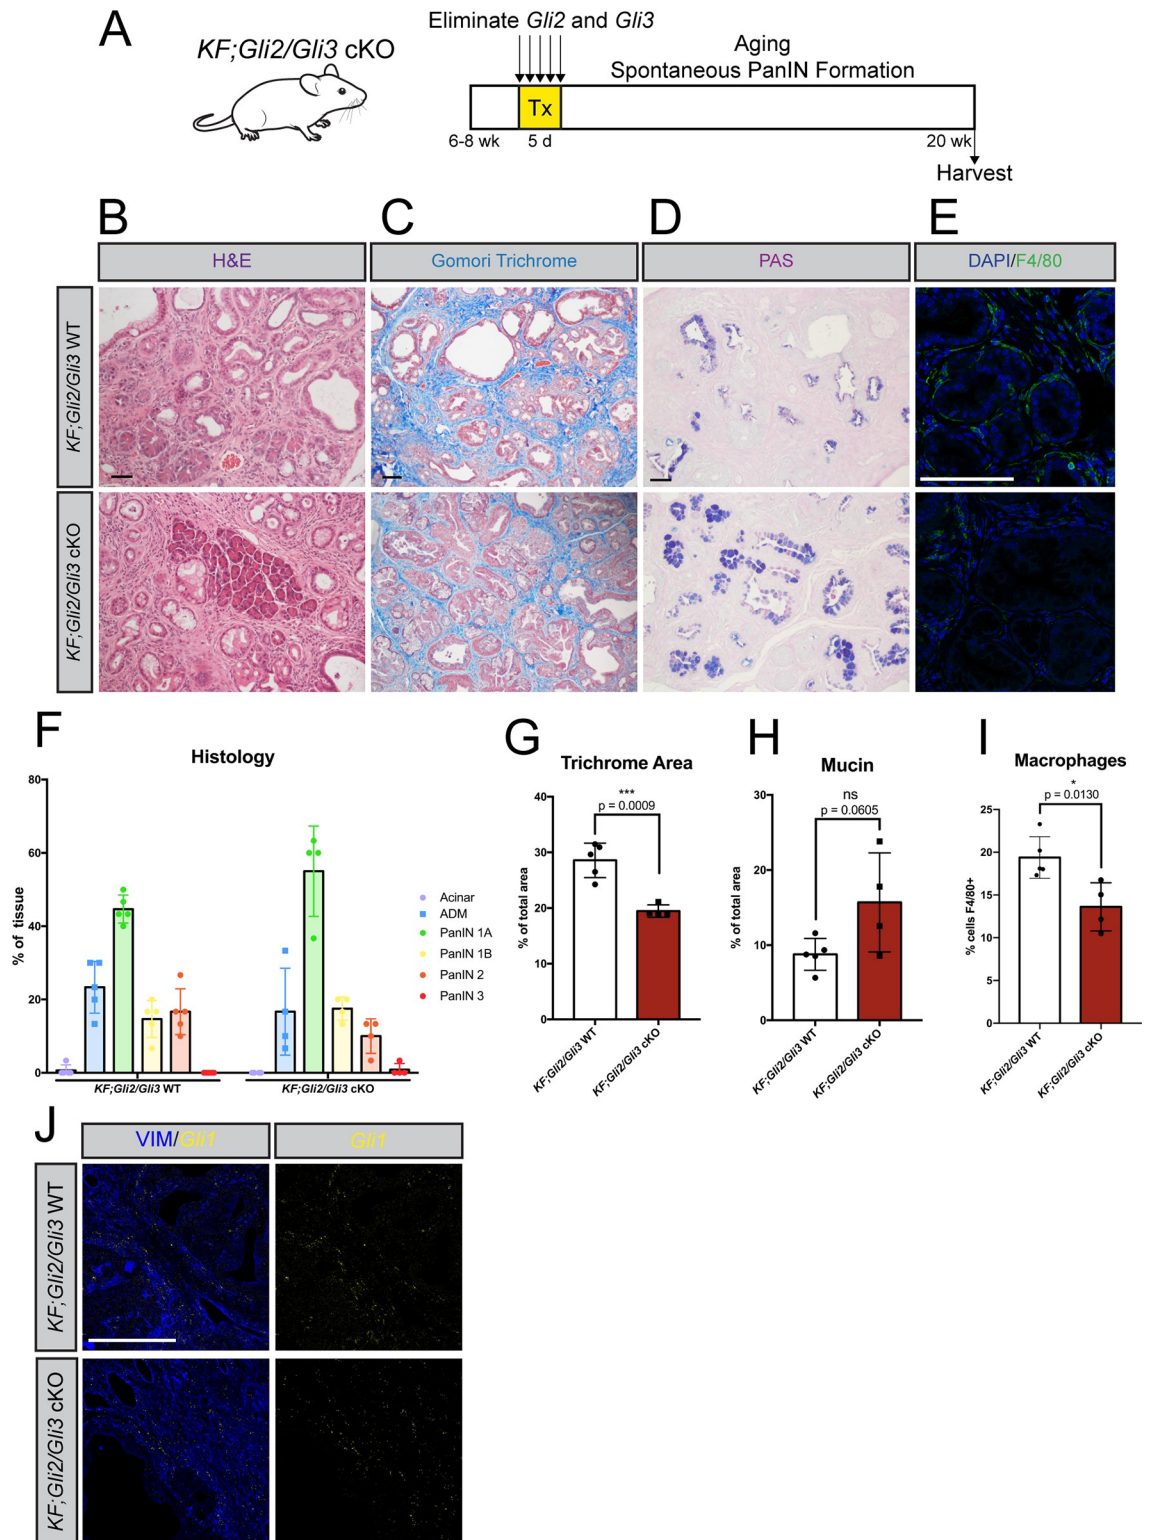 A
KF;Gli2/Gli3 cKO
Eliminate Gli2 and Gli3
Aging
Spontaneous PanIN Formation
Tx
6-8 wk
5 d
20 wk
Harvest
B
C
D
E
H&E
Gomori Trichrome
PAS
DAPI/F4/80
KF;Gli2/Gli3 WT
KF;Gli2/Gli3 cKO
F
Histology
% of tissue
80
60
40
20
0
KF;Gli2/Gli3 WT
KF;Gli2/Gli3 cKO
Acinar
ADM
PanIN 1A
PanIN 1B
PanIN 2
PanIN 3
G
Trichrome Area
***
p = 0.0009
% of total area
40
30
20
10
0
KF;Gli2/Gli3 WT
KF;Gli2/Gli3 cKO
H
Mucin
ns
p = 0.0605
% of total area
30
20
10
0
KF;Gli2/Gli3 WT
KF;Gli2/Gli3 cKO
I
Macrophages
*
p = 0.0130
% cells F4/80+
25
20
15
10
5
0
KF;Gli2/Gli3 WT
KF;Gli2/Gli3 cKO
J
VIM/Gli1
Gli1
KF;Gli2/Gli3 WT
KF;Gli2/Gli3 cKO